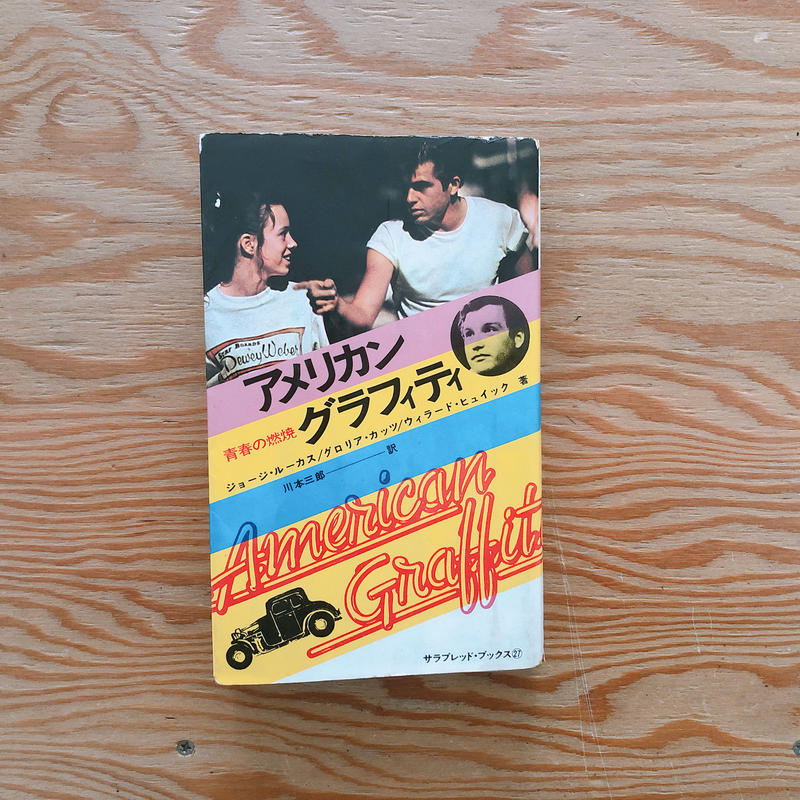 Star Boards
Dewey Weber
アメリカン
グラフィティ
青春の燃焼
ジョージ・ルーカス/グロリア・カッツ/ウィラード・ヒュイック 著
川本三郎――訳
American
Graffiti
サラブレッド・ブックス㉗